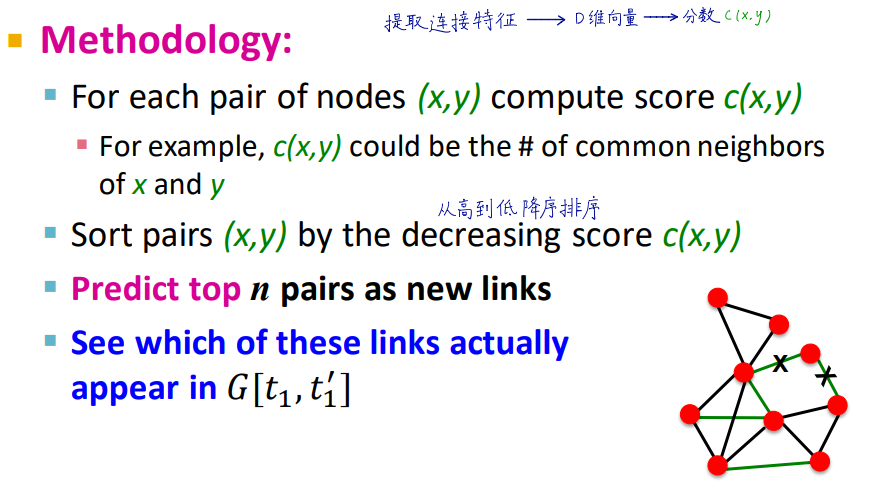 提取连接特征 ⟶ D维向量 ⟶ 分数 c(x,y)
Methodology:
For each pair of nodes (x,y) compute score c(x,y)
For example, c(x,y) could be the # of common neighbors
of x and y
从高到低降序排序
Sort pairs (x,y) by the decreasing score c(x,y)
Predict top n pairs as new links
See which of these links actually
appear in G[t₁, t₁′]
X
X